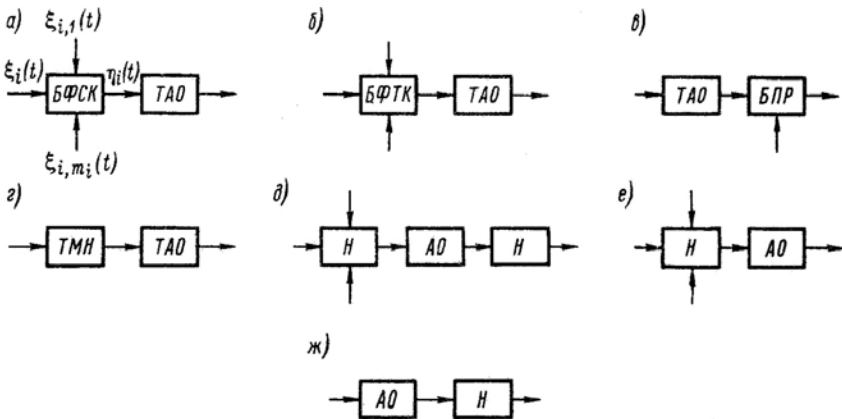 а) ξi,1(t) б) в)
ξi(t) БФСК ηi(t) ТАО БФТК ТАО ТАО БПР
ξi,mi(t)
г) д) е)
ТМН ТАО Н АО Н Н АО
ж)
АО Н